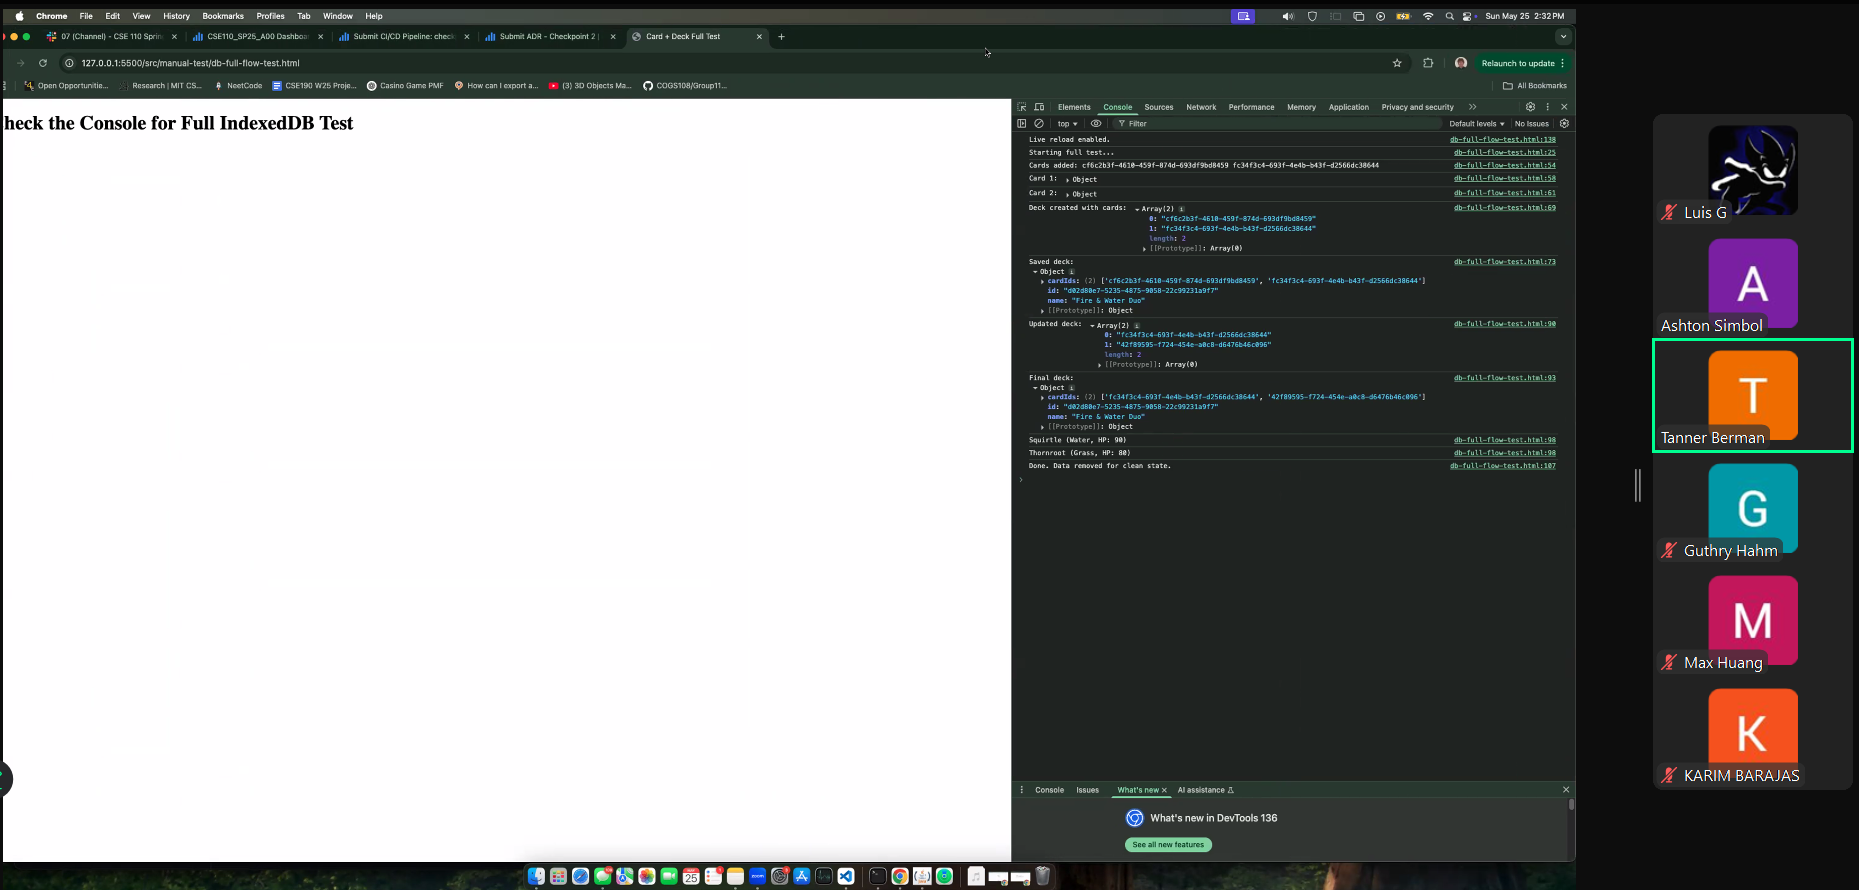 Chrome File Edit View History Bookmarks Profiles Tab Window Help
Sun May 25 2:32 PM
07 (Channel) - CSE 110 Sprin
CSE110_SP25_A00 Dashboa
Submit CI/CD Pipeline: check
Submit ADR - Checkpoint 2 |
Card + Deck Full Test
127.0.0.1:5500/src/manual-test/db-full-flow-test.html
Relaunch to update
Open Opportunitie...
Research | MIT CS...
NeetCode
CSE190 W25 Proje...
Casino Game PMF
How can I export a...
(3) 3D Objects Ma...
COGS108/Group11...
All Bookmarks
heck the Console for Full IndexedDB Test
Elements Console Sources Network Performance Memory Application Privacy and security
top
Filter
Default levels
No Issues
Live reload enabled. db-full-flow-test.html:138
Starting full test... db-full-flow-test.html:25
Cards added: cf6c2b3f-4610-459f-874d-693df9bd8459 fc34f3c4-693f-4e4b-b43f-d2566dc38644 db-full-flow-test.html:54
Card 1: Object db-full-flow-test.html:58
Card 2: Object db-full-flow-test.html:61
Deck created with cards: Array(2) db-full-flow-test.html:69
0: "cf6c2b3f-4610-459f-874d-693df9bd8459"
1: "fc34f3c4-693f-4e4b-b43f-d2566dc38644"
length: 2
[[Prototype]]: Array(0)
Saved deck: db-full-flow-test.html:73
Object
cardIds: (2) ['cf6c2b3f-4610-459f-874d-693df9bd8459', 'fc34f3c4-693f-4e4b-b43f-d2566dc38644']
id: "d02d80e7-5235-4875-9058-22c99231a9f7"
name: "Fire & Water Duo"
[[Prototype]]: Object
Updated deck: Array(2) db-full-flow-test.html:90
0: "fc34f3c4-693f-4e4b-b43f-d2566dc38644"
1: "42f89595-f724-454e-a0c8-d6476b46c096"
length: 2
[[Prototype]]: Array(0)
Final deck: db-full-flow-test.html:93
Object
cardIds: (2) ['fc34f3c4-693f-4e4b-b43f-d2566dc38644', '42f89595-f724-454e-a0c8-d6476b46c096']
id: "d02d80e7-5235-4875-9058-22c99231a9f7"
name: "Fire & Water Duo"
[[Prototype]]: Object
Squirtle (Water, HP: 90) db-full-flow-test.html:98
Thornroot (Grass, HP: 80) db-full-flow-test.html:98
Done. Data removed for clean state. db-full-flow-test.html:107
Console Issues What's new AI assistance
What's new in DevTools 136
See all new features
Luis G
A
Ashton Simbol
T
Tanner Berman
G
Guthry Hahm
M
Max Huang
K
KARIM BARAJAS